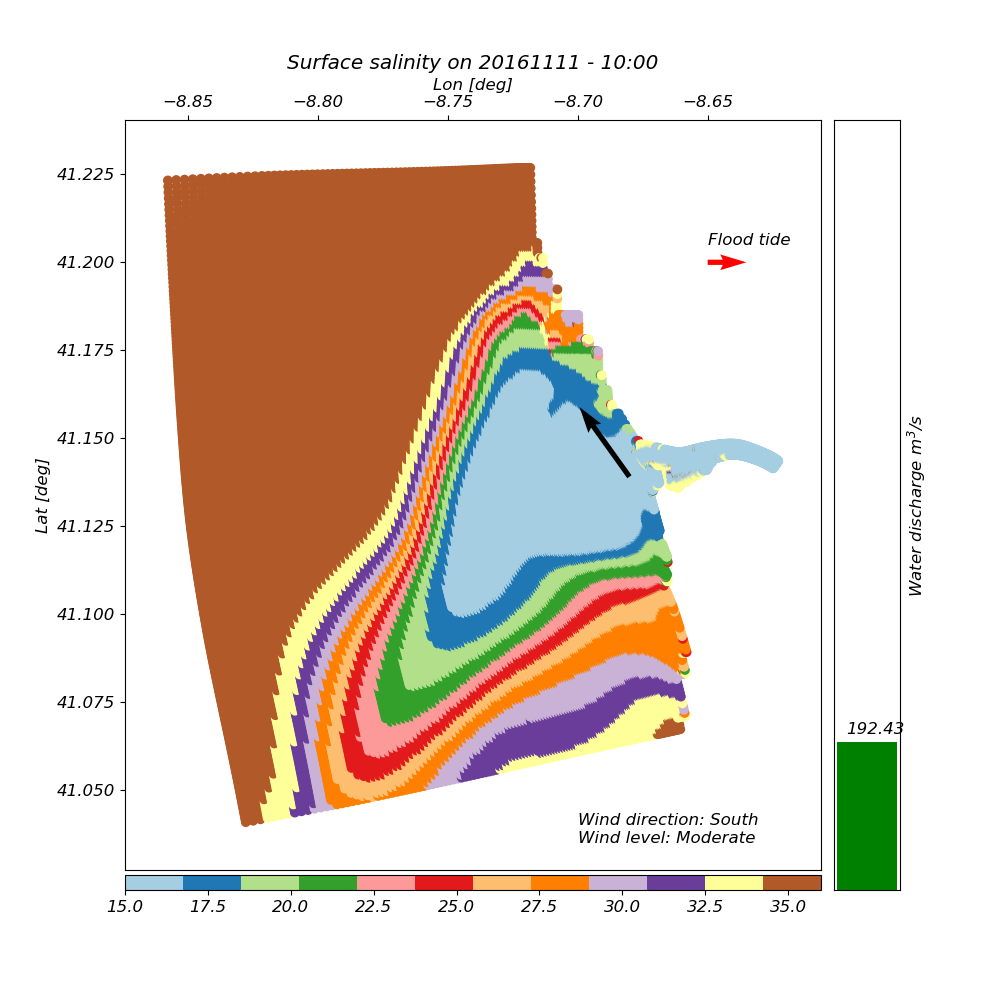 Surface salinity on 20161111 - 10:00
Lon [deg]
−8.85 −8.80 −8.75 −8.70 −8.65
41.225
41.200
41.175
41.150
41.125
41.100
41.075
41.050
Lat [deg]
Flood tide
Wind direction: South
Wind level: Moderate
15.0 17.5 20.0 22.5 25.0 27.5 30.0 32.5 35.0
192.43
Water discharge m³/s